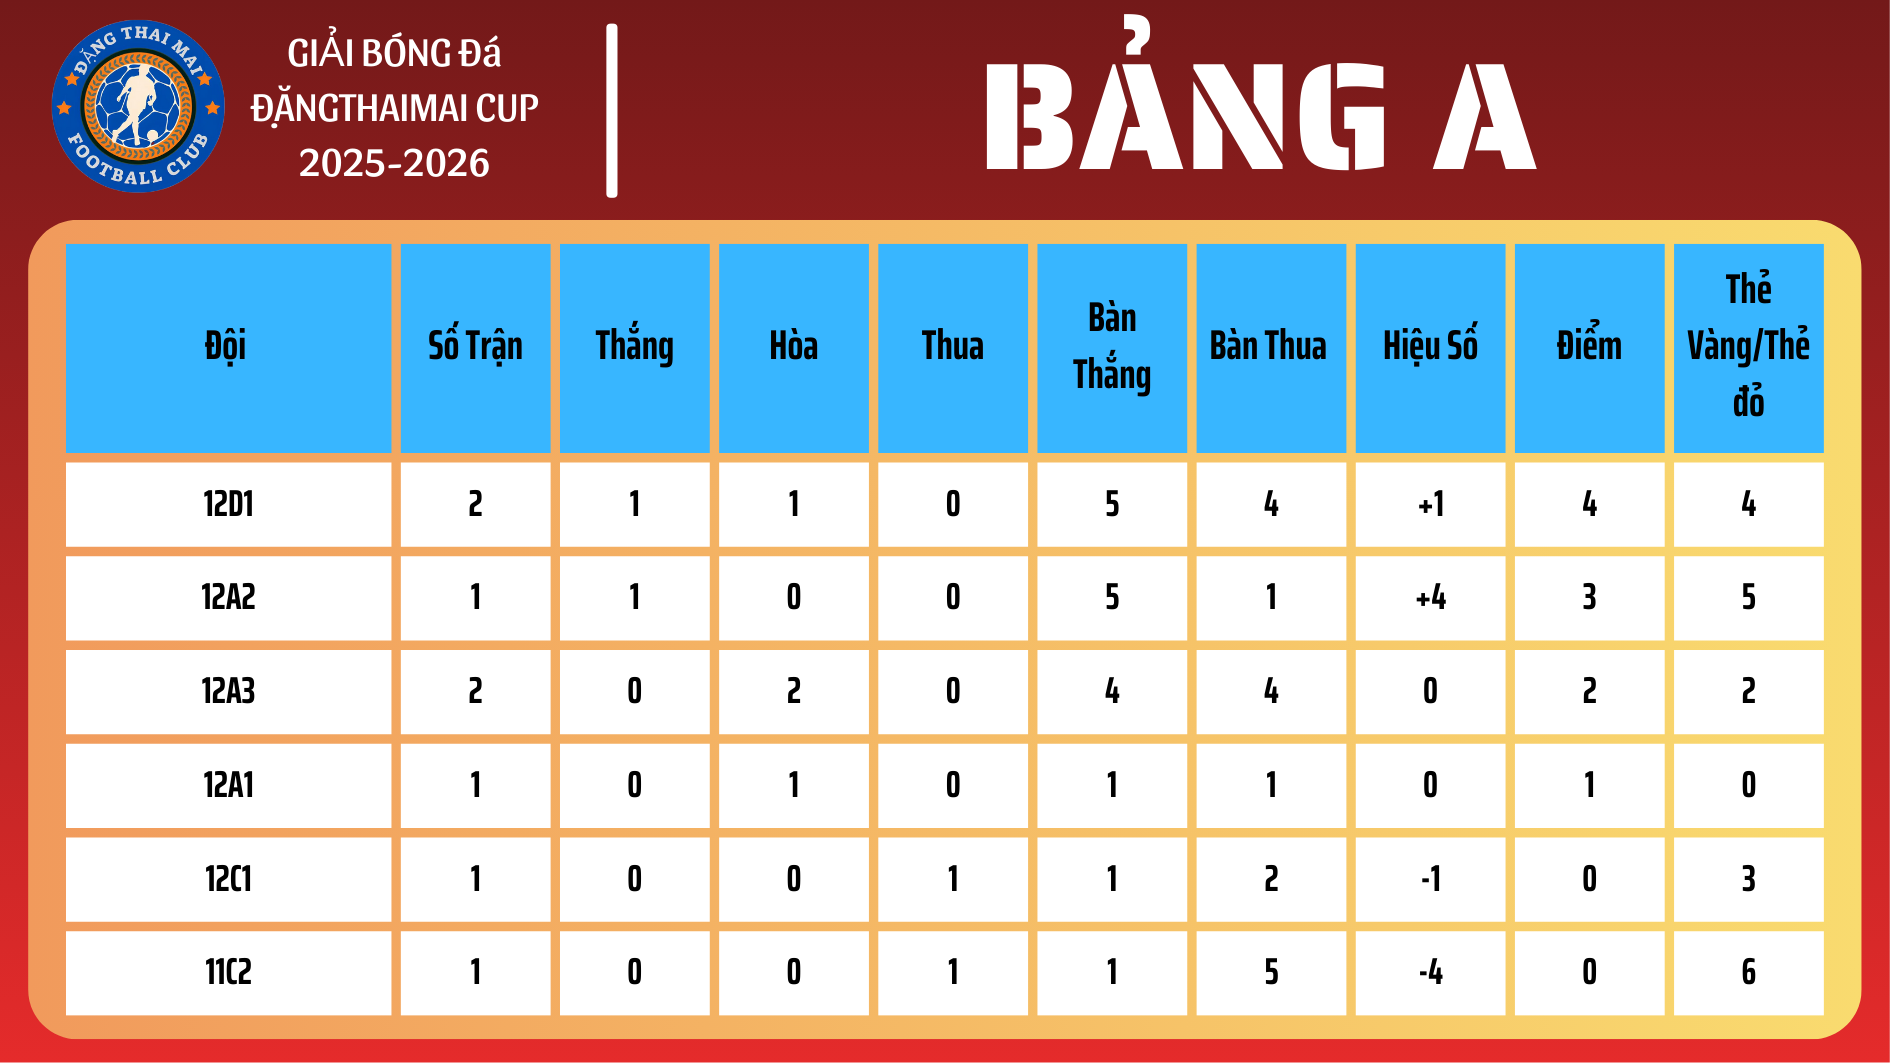 ĐẶNG THAI MAI
FOOTBALL CLUB
GIẢI BÓNG Đá
ĐẶNGTHAIMAI CUP
2025-2026
BẢNG A
Đội Số Trận Thắng Hòa Thua Bàn Thắng Bàn Thua Hiệu Số Điểm Thẻ Vàng/Thẻ đỏ
12D1 2 1 1 0 5 4 +1 4 4
12A2 1 1 0 0 5 1 +4 3 5
12A3 2 0 2 0 4 4 0 2 2
12A1 1 0 1 0 1 1 0 1 0
12C1 1 0 0 1 1 2 -1 0 3
11C2 1 0 0 1 1 5 -4 0 6